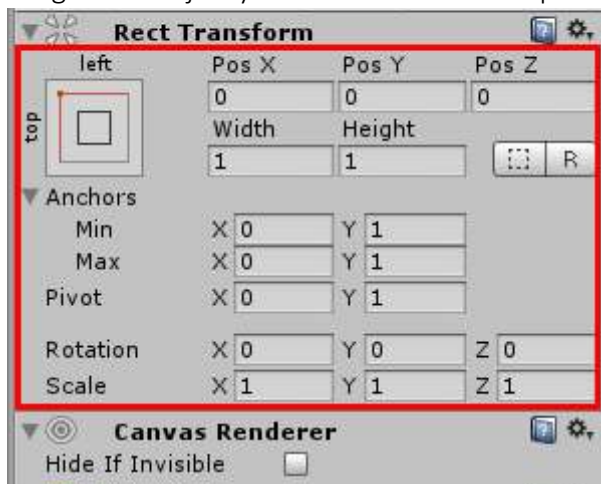 Rect Transform
left Pos X Pos Y Pos Z
top
0 0 0
Width Height
1 1 R
Anchors
Min X 0 Y 1
Max X 0 Y 1
Pivot X 0 Y 1
Rotation X 0 Y 0 Z 0
Scale X 1 Y 1 Z 1
Canvas Renderer
Hide If Invisible